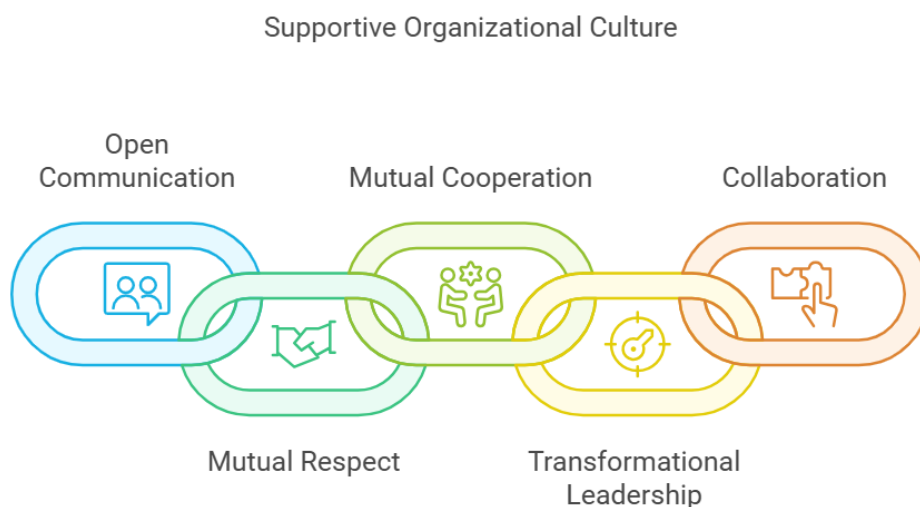 Supportive Organizational Culture
Open
Communication
Mutual Cooperation
Collaboration
Mutual Respect
Transformational
Leadership